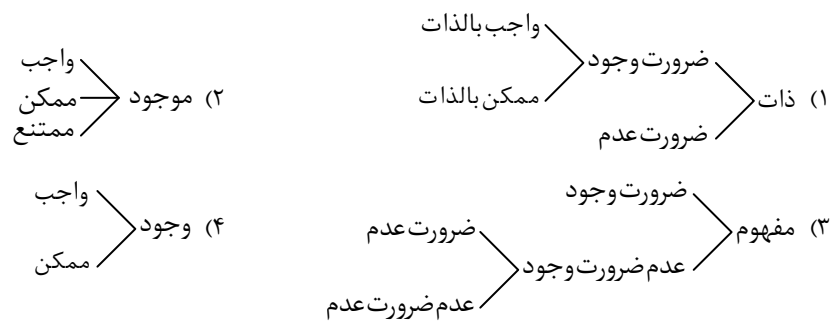 ۱) ذات
ضرورت وجود
واجب بالذات
ممکن بالذات
ضرورت عدم
۲) موجود
واجب
ممکن
ممتنع
۳) مفهوم
ضرورت وجود
عدم ضرورت وجود
ضرورت عدم
عدم ضرورت عدم
۴) وجود
واجب
ممکن